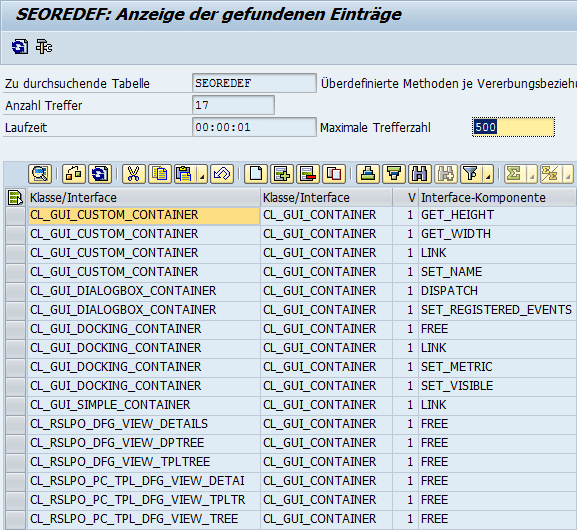 SEOREDEF: Anzeige der gefundenen Einträge
Zu durchsuchende Tabelle SEOREDEF Überdefinierte Methoden je Vererbungsbeziehu
Anzahl Treffer 17
Laufzeit 00:00:01 Maximale Trefferzahl 500
Klasse/Interface Klasse/Interface V Interface-Komponente
CL_GUI_CUSTOM_CONTAINER CL_GUI_CONTAINER 1 GET_HEIGHT
CL_GUI_CUSTOM_CONTAINER CL_GUI_CONTAINER 1 GET_WIDTH
CL_GUI_CUSTOM_CONTAINER CL_GUI_CONTAINER 1 LINK
CL_GUI_CUSTOM_CONTAINER CL_GUI_CONTAINER 1 SET_NAME
CL_GUI_DIALOGBOX_CONTAINER CL_GUI_CONTAINER 1 DISPATCH
CL_GUI_DIALOGBOX_CONTAINER CL_GUI_CONTAINER 1 SET_REGISTERED_EVENTS
CL_GUI_DOCKING_CONTAINER CL_GUI_CONTAINER 1 FREE
CL_GUI_DOCKING_CONTAINER CL_GUI_CONTAINER 1 LINK
CL_GUI_DOCKING_CONTAINER CL_GUI_CONTAINER 1 SET_METRIC
CL_GUI_DOCKING_CONTAINER CL_GUI_CONTAINER 1 SET_VISIBLE
CL_GUI_SIMPLE_CONTAINER CL_GUI_CONTAINER 1 LINK
CL_RSLPO_DFG_VIEW_DETAILS CL_GUI_CONTAINER 1 FREE
CL_RSLPO_DFG_VIEW_DPTREE CL_GUI_CONTAINER 1 FREE
CL_RSLPO_DFG_VIEW_TPLTREE CL_GUI_CONTAINER 1 FREE
CL_RSLPO_PC_TPL_DFG_VIEW_DETAI CL_GUI_CONTAINER 1 FREE
CL_RSLPO_PC_TPL_DFG_VIEW_TPLTR CL_GUI_CONTAINER 1 FREE
CL_RSLPO_PC_TPL_DFG_VIEW_TREE CL_GUI_CONTAINER 1 FREE